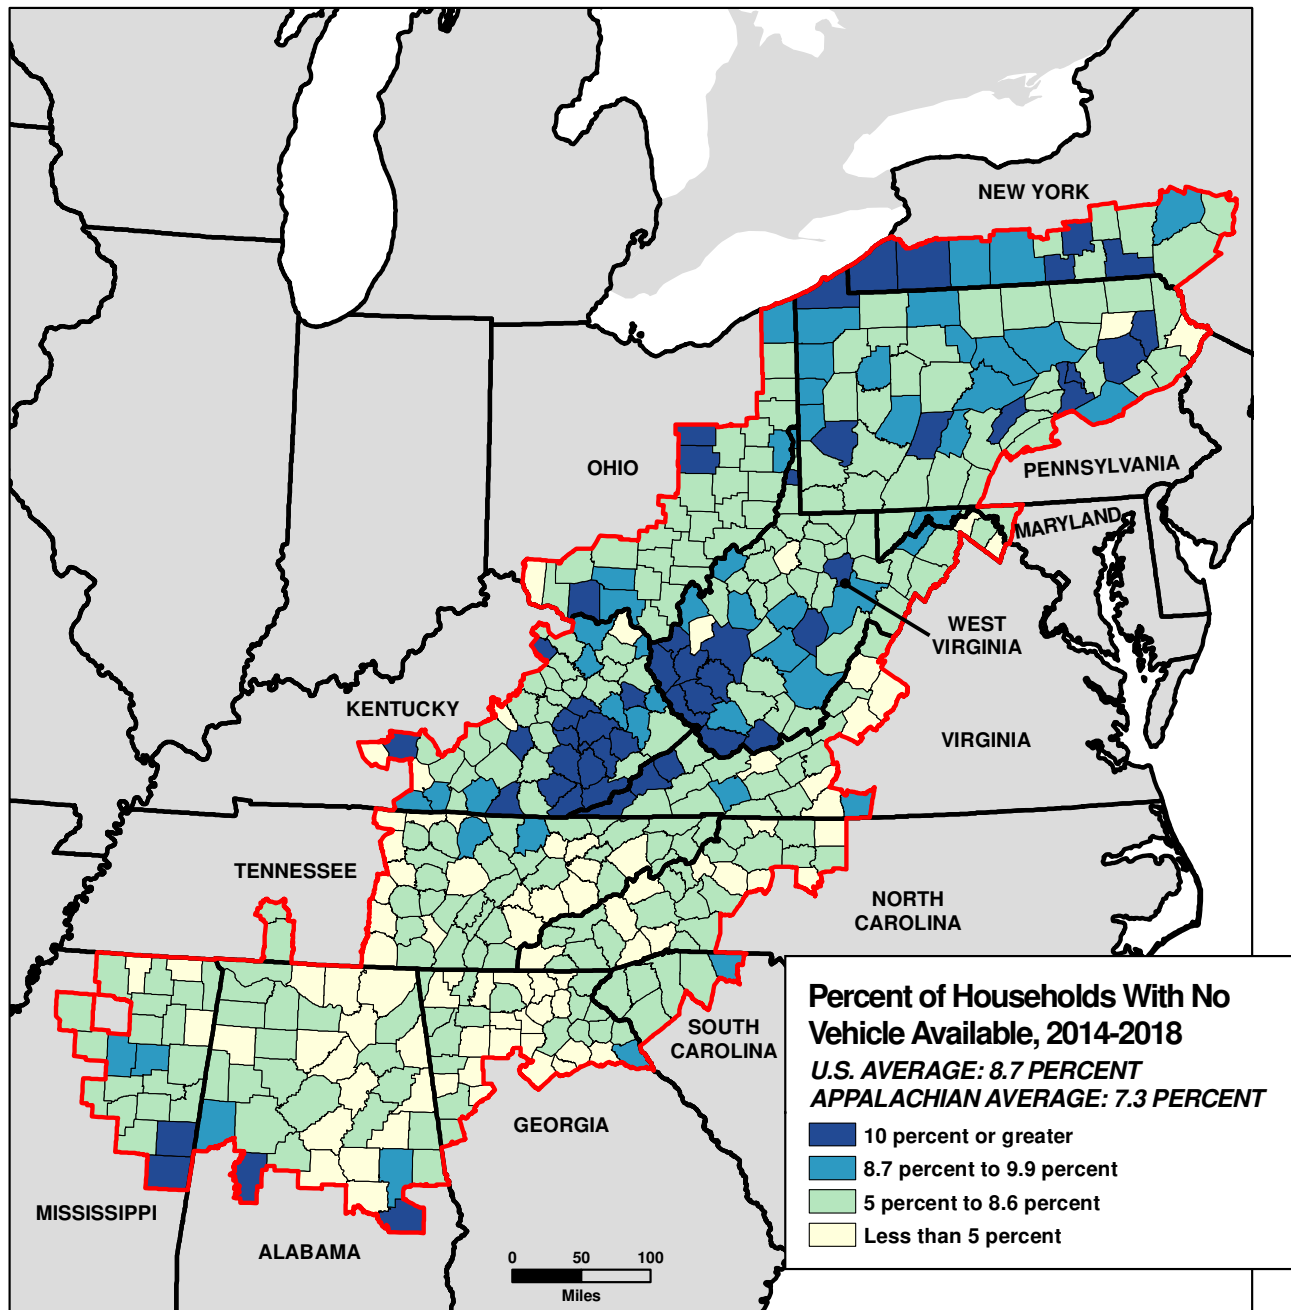 NEW YORK
OHIO
PENNSYLVANIA
MARYLAND
WEST
VIRGINIA
KENTUCKY
VIRGINIA
TENNESSEE
NORTH
CAROLINA
SOUTH
CAROLINA
GEORGIA
MISSISSIPPI
ALABAMA
0 50 100
Miles
Percent of Households With No
Vehicle Available, 2014-2018
U.S. AVERAGE: 8.7 PERCENT
APPALACHIAN AVERAGE: 7.3 PERCENT
10 percent or greater
8.7 percent to 9.9 percent
5 percent to 8.6 percent
Less than 5 percent